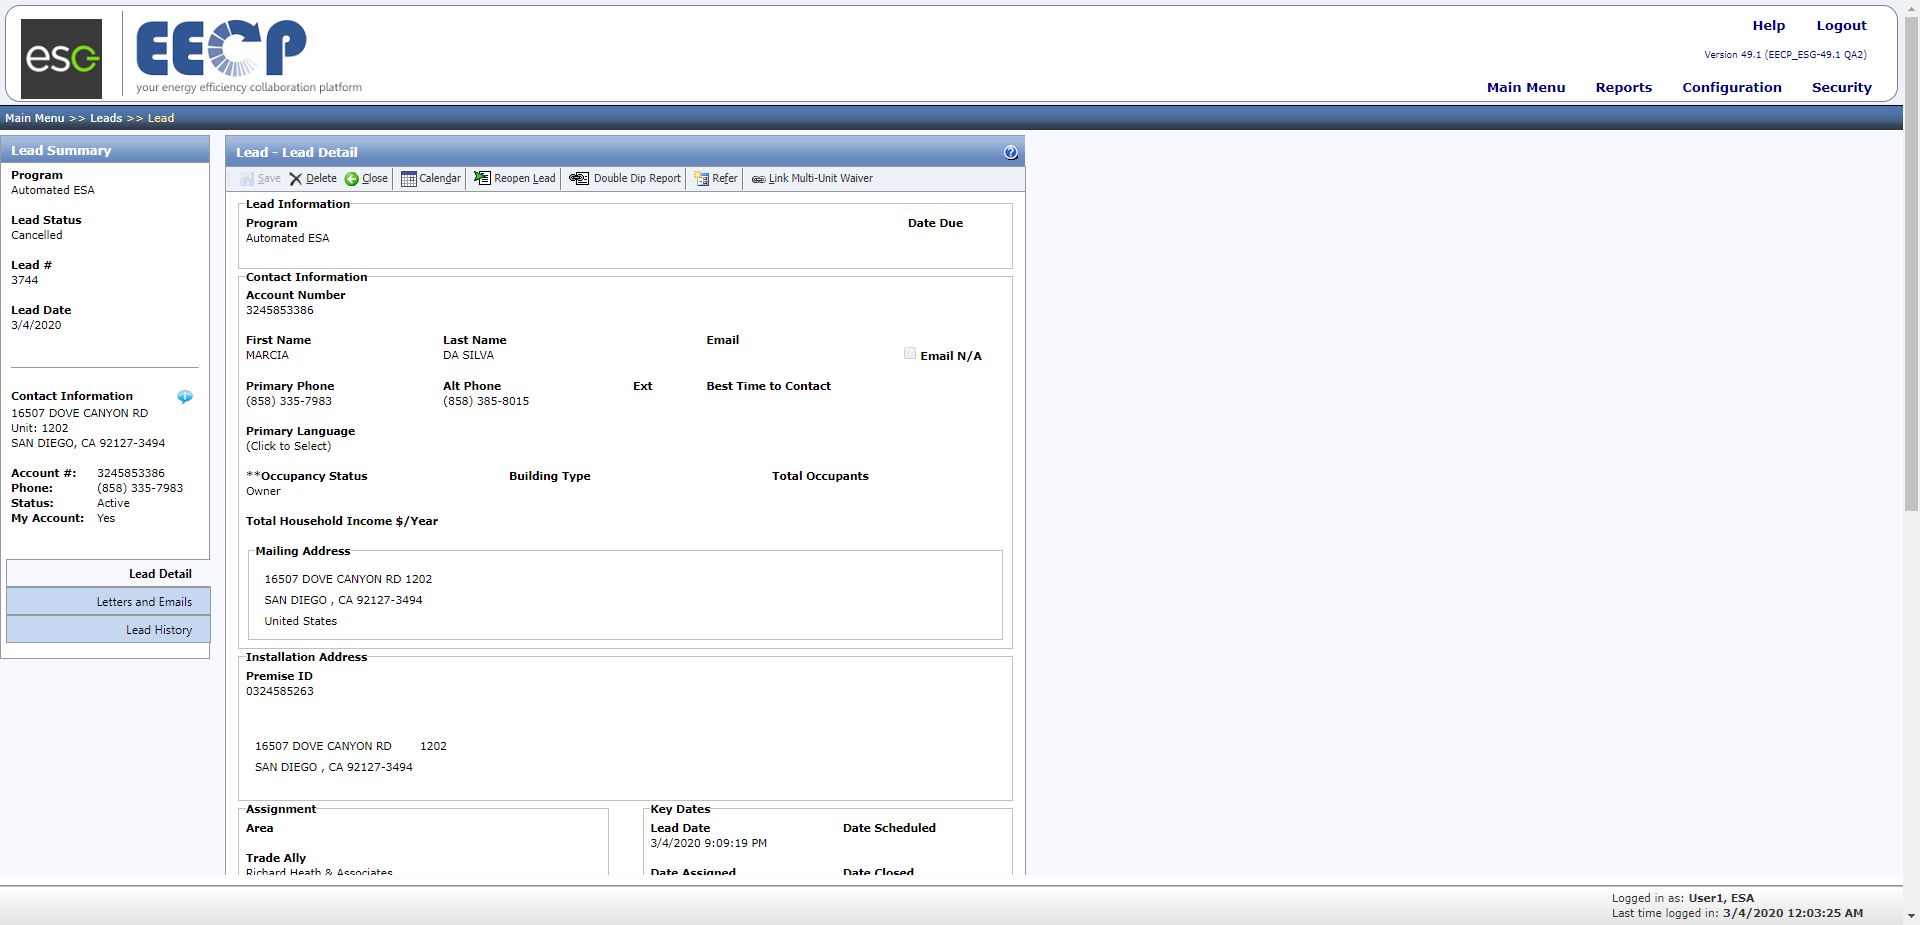 esg
EECP
your energy efficiency collaboration platform
Help Logout
Version 49.1 (EECP_ESG-49.1 QA2)
Main Menu Reports Configuration Security
Main Menu >> Leads >> Lead
Lead Summary
Program
Automated ESA
Lead Status
Cancelled
Lead #
3744
Lead Date
3/4/2020
Contact Information
16507 DOVE CANYON RD
Unit: 1202
SAN DIEGO, CA 92127-3494
Account #: 3245853386
Phone: (858) 335-7983
Status: Active
My Account: Yes
Lead Detail
Letters and Emails
Lead History
Lead - Lead Detail
Save Delete Close Calendar Reopen Lead Double Dip Report Refer Link Multi-Unit Waiver
Lead Information
Program Date Due
Automated ESA
Contact Information
Account Number
3245853386
First Name Last Name Email
MARCIA DA SILVA Email N/A
Primary Phone Alt Phone Ext Best Time to Contact
(858) 335-7983 (858) 385-8015
Primary Language
(Click to Select)
**Occupancy Status Building Type Total Occupants
Owner
Total Household Income $/Year
Mailing Address
16507 DOVE CANYON RD 1202
SAN DIEGO , CA 92127-3494
United States
Installation Address
Premise ID
0324585263
16507 DOVE CANYON RD 1202
SAN DIEGO , CA 92127-3494
Assignment
Area
Trade Ally
Richard Heath & Associates
Key Dates
Lead Date Date Scheduled
3/4/2020 9:09:19 PM
Date Assigned Date Closed
Logged in as: User1, ESA
Last time logged in: 3/4/2020 12:03:25 AM